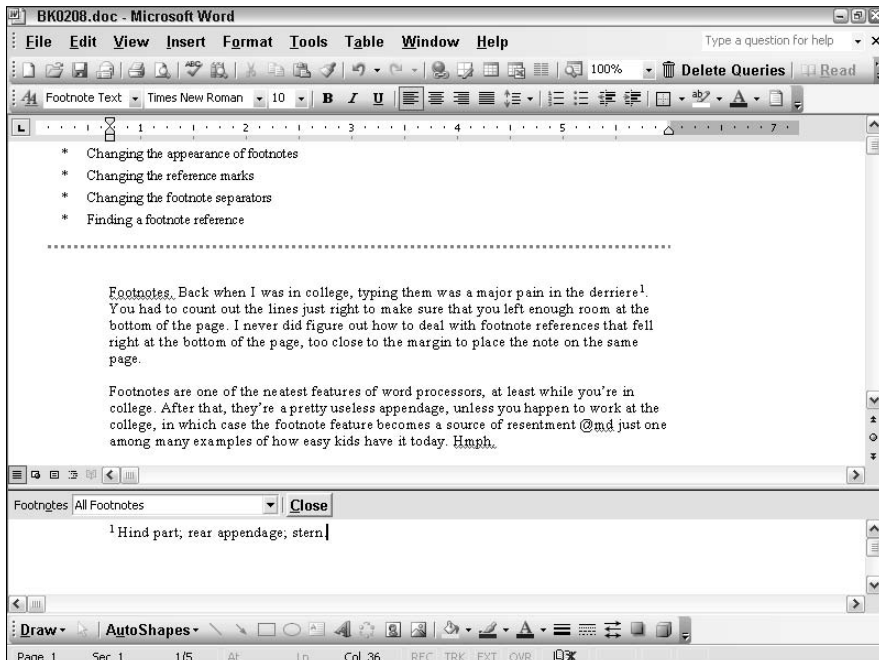 BK0208.doc - Microsoft Word
File Edit View Insert Format Tools Table Window Help Type a question for help
100% Delete Queries Read
Footnote Text Times New Roman 10 B I U
1 2 3 4 5 7
* Changing the appearance of footnotes
* Changing the reference marks
* Changing the footnote separators
* Finding a footnote reference
Footnotes. Back when I was in college, typing them was a major pain in the derriere1.
You had to count out the lines just right to make sure that you left enough room at the
bottom of the page. I never did figure out how to deal with footnote references that fell
right at the bottom of the page, too close to the margin to place the note on the same
page.
Footnotes are one of the neatest features of word processors, at least while you're in
college. After that, they're a pretty useless appendage, unless you happen to work at the
college, in which case the footnote feature becomes a source of resentment @md just one
among many examples of how easy kids have it today. Hmph.
Footnotes All Footnotes Close
1 Hind part; rear appendage; stern.
Draw AutoShapes
Page 1 Sec 1 1/5 At Ln Col 36 REC TRK EXT OVR